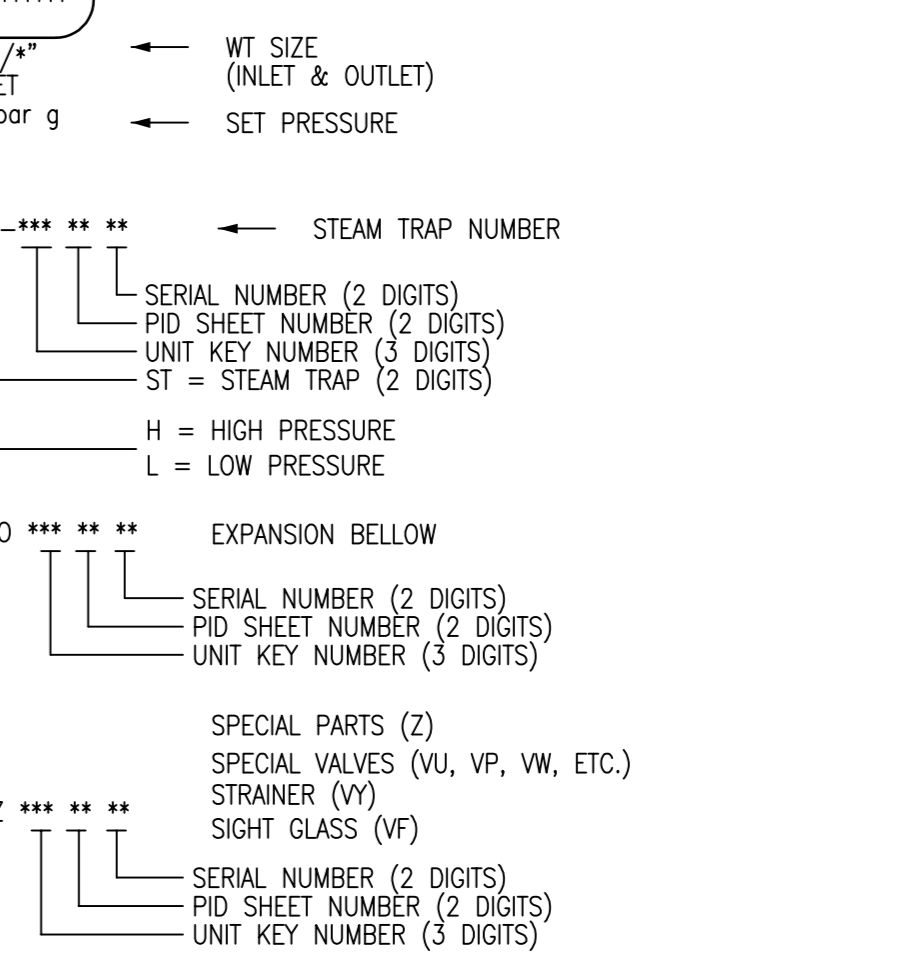 /*" WT SIZE
(INLET & OUTLET)
bar g SET PRESSURE
–*** ** ** STEAM TRAP NUMBER
SERIAL NUMBER (2 DIGITS)
PID SHEET NUMBER (2 DIGITS)
UNIT KEY NUMBER (3 DIGITS)
ST = STEAM TRAP (2 DIGITS)
H = HIGH PRESSURE
L = LOW PRESSURE
*** ** ** EXPANSION BELLOW
SERIAL NUMBER (2 DIGITS)
PID SHEET NUMBER (2 DIGITS)
UNIT KEY NUMBER (3 DIGITS)
SPECIAL PARTS (Z)
SPECIAL VALVES (VU, VP, VW, ETC.)
STRAINER (VY)
*** ** **
SIGHT GLASS (VF)
SERIAL NUMBER (2 DIGITS)
PID SHEET NUMBER (2 DIGITS)
UNIT KEY NUMBER (3 DIGITS)